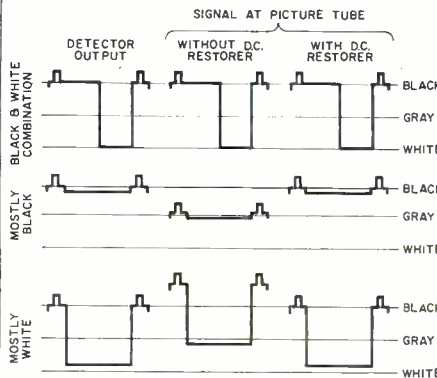 SIGNAL AT PICTURE TUBE
DETECTOR OUTPUT
WITHOUT D.C. RESTORER
WITH D.C. RESTORER
BLACK & WHITE COMBINATION
BLACK
GRAY
WHITE
MOSTLY BLACK
BLACK
GRAY
WHITE
MOSTLY WHITE
BLACK
GRAY
WHITE